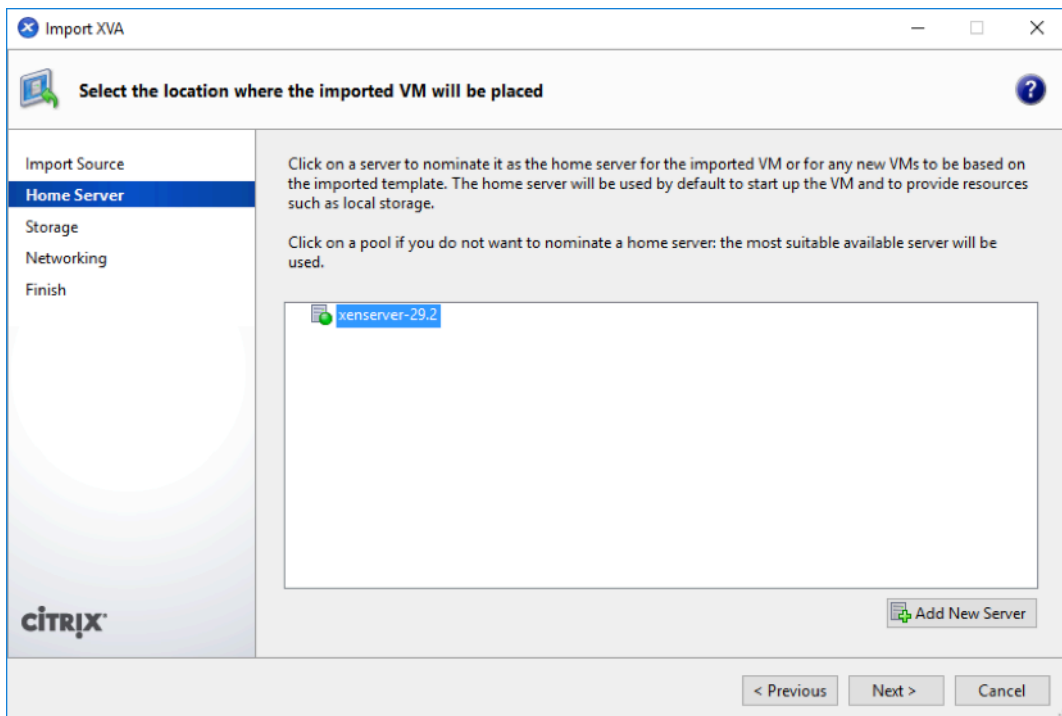 Import XVA
Select the location where the imported VM will be placed
?
Import Source
Home Server
Storage
Networking
Finish
Click on a server to nominate it as the home server for the imported VM or for any new VMs to be based on
the imported template. The home server will be used by default to start up the VM and to provide resources
such as local storage.
Click on a pool if you do not want to nominate a home server: the most suitable available server will be
used.
xenserver-29.2
Add New Server
CİTRIX
< Previous
Next >
Cancel